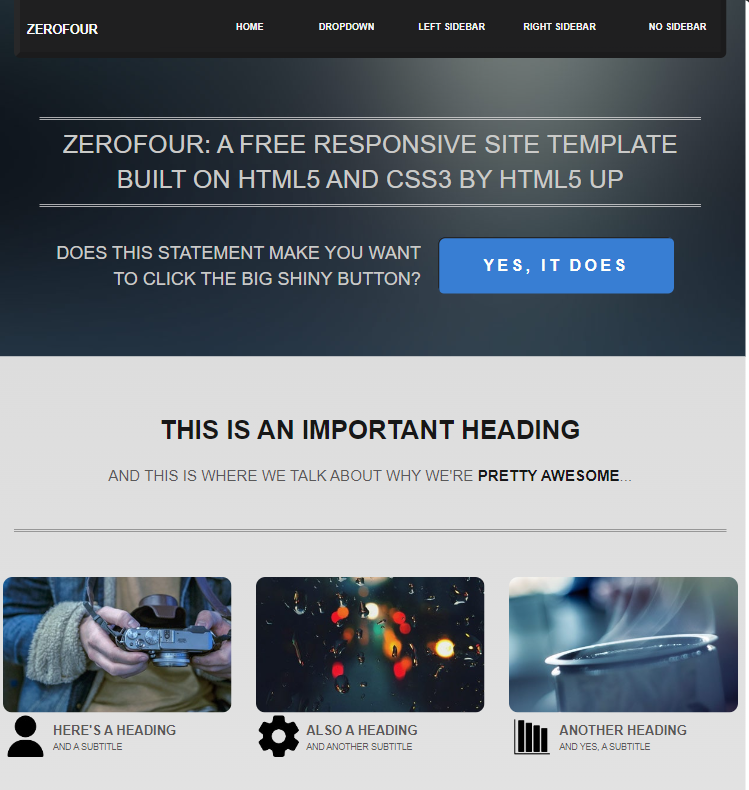 ZEROFOUR
HOME DROPDOWN LEFT SIDEBAR RIGHT SIDEBAR NO SIDEBAR
ZEROFOUR: A FREE RESPONSIVE SITE TEMPLATE
BUILT ON HTML5 AND CSS3 BY HTML5 UP
DOES THIS STATEMENT MAKE YOU WANT
TO CLICK THE BIG SHINY BUTTON?
YES, IT DOES
THIS IS AN IMPORTANT HEADING
AND THIS IS WHERE WE TALK ABOUT WHY WE'RE PRETTY AWESOME...
HERE'S A HEADING
AND A SUBTITLE
ALSO A HEADING
AND ANOTHER SUBTITLE
ANOTHER HEADING
AND YES, A SUBTITLE